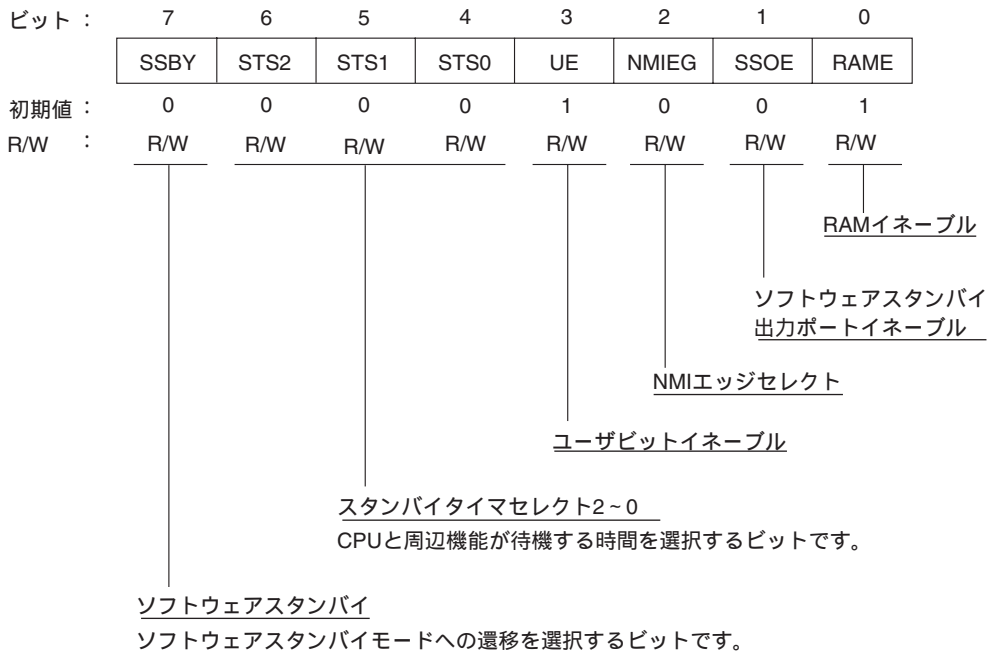 ビット： 7 6 5 4 3 2 1 0
SSBY STS2 STS1 STS0 UE NMIEG SSOE RAME
初期値： 0 0 0 0 1 0 0 1
R/W ： R/W R/W R/W R/W R/W R/W R/W R/W
RAMイネーブル
ソフトウェアスタンバイ
出力ポートイネーブル
NMIエッジセレクト
ユーザビットイネーブル
スタンバイタイマセレクト2～0
CPUと周辺機能が待機する時間を選択するビットです。
ソフトウェアスタンバイ
ソフトウェアスタンバイモードへの遷移を選択するビットです。